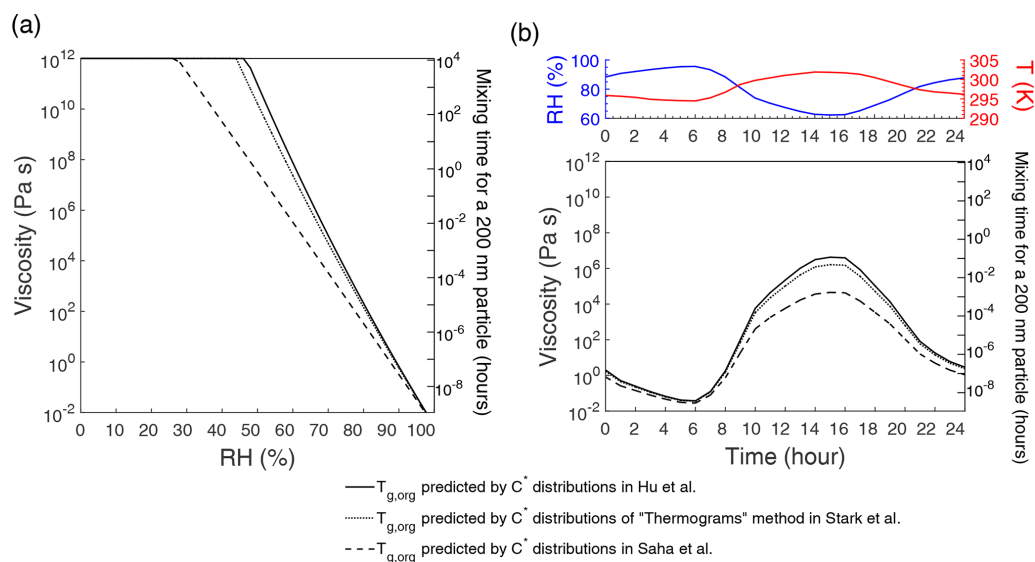 (a)
10^12
10^10
10^8
10^6
10^4
10^2
10^0
10^-2
Viscosity (Pa s)
0 10 20 30 40 50 60 70 80 90 100
RH (%)
10^4
10^2
10^0
10^-2
10^-4
10^-6
10^-8
Mixing time for a 200 nm particle (hours)
(b)
100
80
60
RH (%)
305
300
295
290
T (K)
0 2 4 6 8 10 12 14 16 18 20 22 24
10^12
10^10
10^8
10^6
10^4
10^2
10^0
10^-2
Viscosity (Pa s)
0 2 4 6 8 10 12 14 16 18 20 22 24
Time (hour)
10^4
10^2
10^0
10^-2
10^-4
10^-6
10^-8
Mixing time for a 200 nm particle (hours)
T_g,org predicted by C^* distributions in Hu et al.
T_g,org predicted by C^* distributions of "Thermograms" method in Stark et al.
T_g,org predicted by C^* distributions in Saha et al.